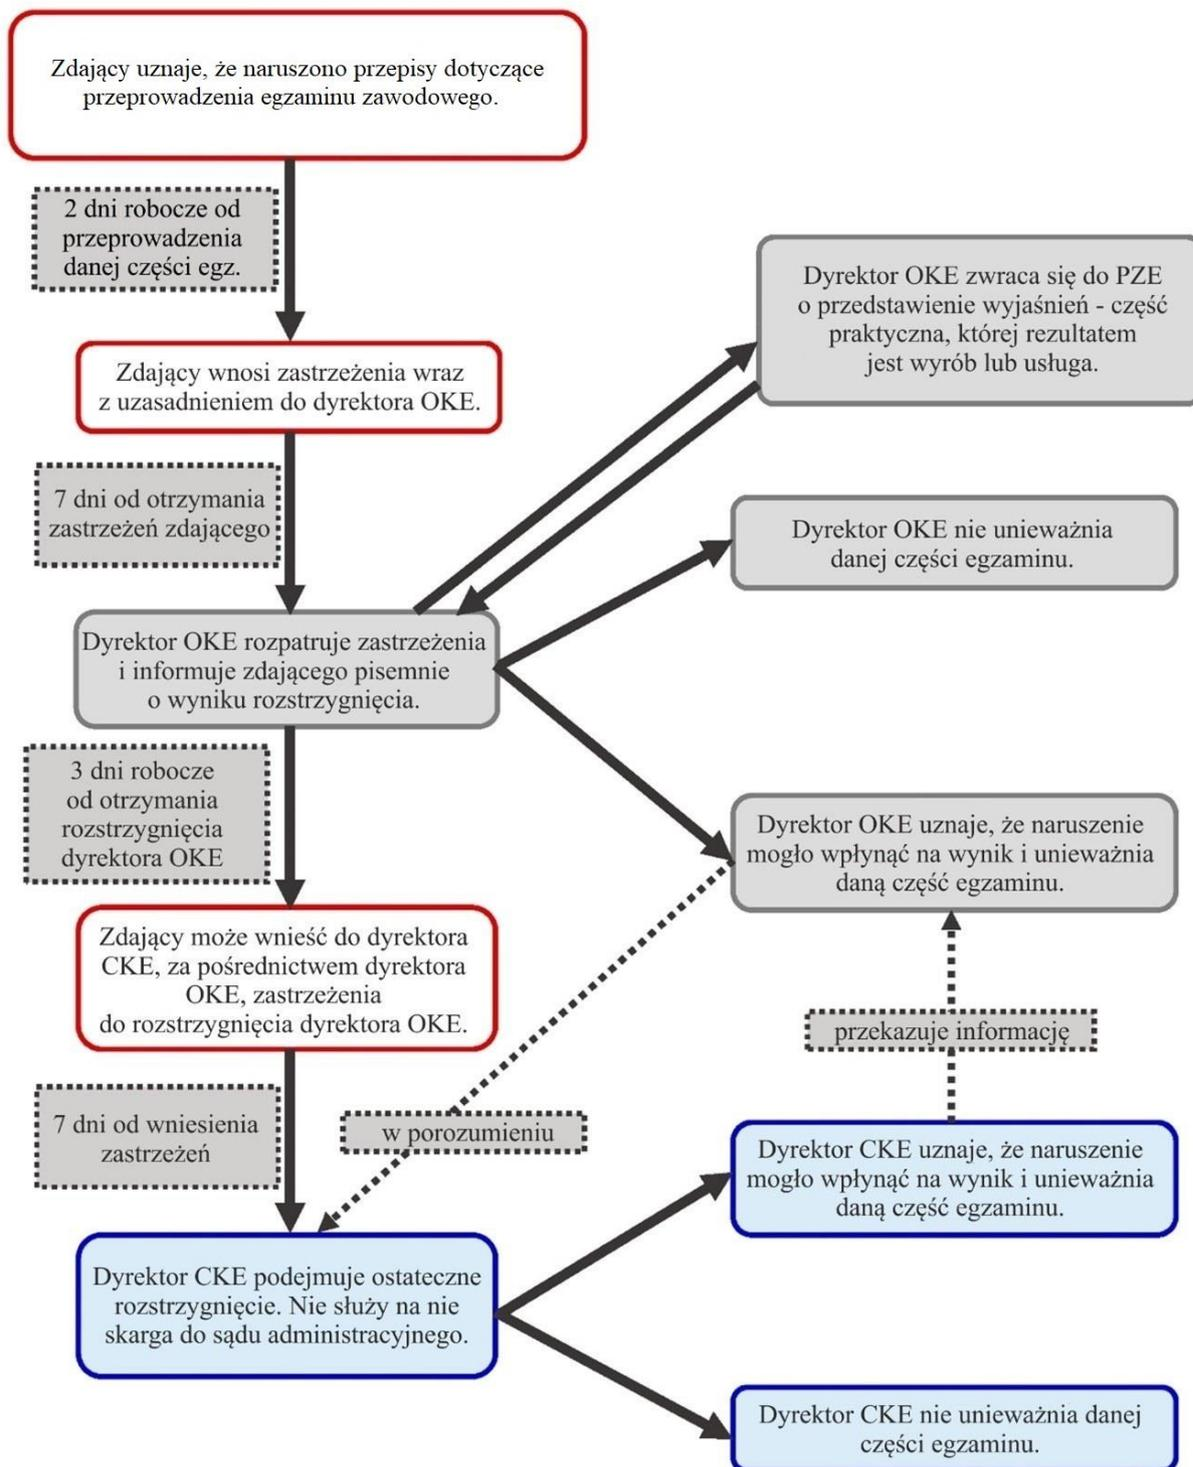 Zdający uznaje, że naruszono przepisy dotyczące
przeprowadzenia egzaminu zawodowego.
2 dni robocze od
przeprowadzenia
danej części egz.
Zdający wnosi zastrzeżenia wraz
z uzasadnieniem do dyrektora OKE.
Dyrektor OKE zwraca się do PZE
o przedstawienie wyjaśnień - część
praktyczna, której rezultatem
jest wyrób lub usługa.
7 dni od otrzymania
zastrzeżeń zdającego
Dyrektor OKE nie unieważnia
danej części egzaminu.
Dyrektor OKE rozpatruje zastrzeżenia
i informuje zdającego pisemnie
o wyniku rozstrzygnięcia.
3 dni robocze
od otrzymania
rozstrzygnięcia
dyrektora OKE
Dyrektor OKE uznaje, że naruszenie
mogło wpłynąć na wynik i unieważnia
daną część egzaminu.
Zdający może wnieść do dyrektora
CKE, za pośrednictwem dyrektora
OKE, zastrzeżenia
do rozstrzygnięcia dyrektora OKE.
przekazuje informację
7 dni od wniesienia
zastrzeżeń
w porozumieniu
Dyrektor CKE uznaje, że naruszenie
mogło wpłynąć na wynik i unieważnia
daną część egzaminu.
Dyrektor CKE podejmuje ostateczne
rozstrzygnięcie. Nie służy na nie
skarga do sądu administracyjnego.
Dyrektor CKE nie unieważnia danej
części egzaminu.